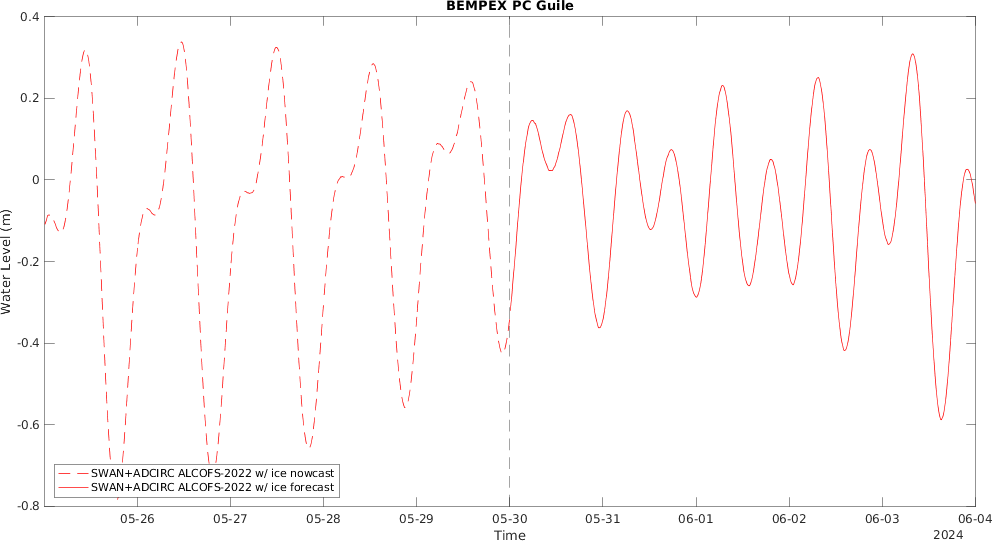 BEMPEX PC Guile
0.4
0.2
0
-0.2
-0.4
-0.6
-0.8
Water Level (m)
SWAN+ADCIRC ALCOFS-2022 w/ ice nowcast
SWAN+ADCIRC ALCOFS-2022 w/ ice forecast
05-26 05-27 05-28 05-29 05-30 05-31 06-01 06-02 06-03 06-04
Time
2024